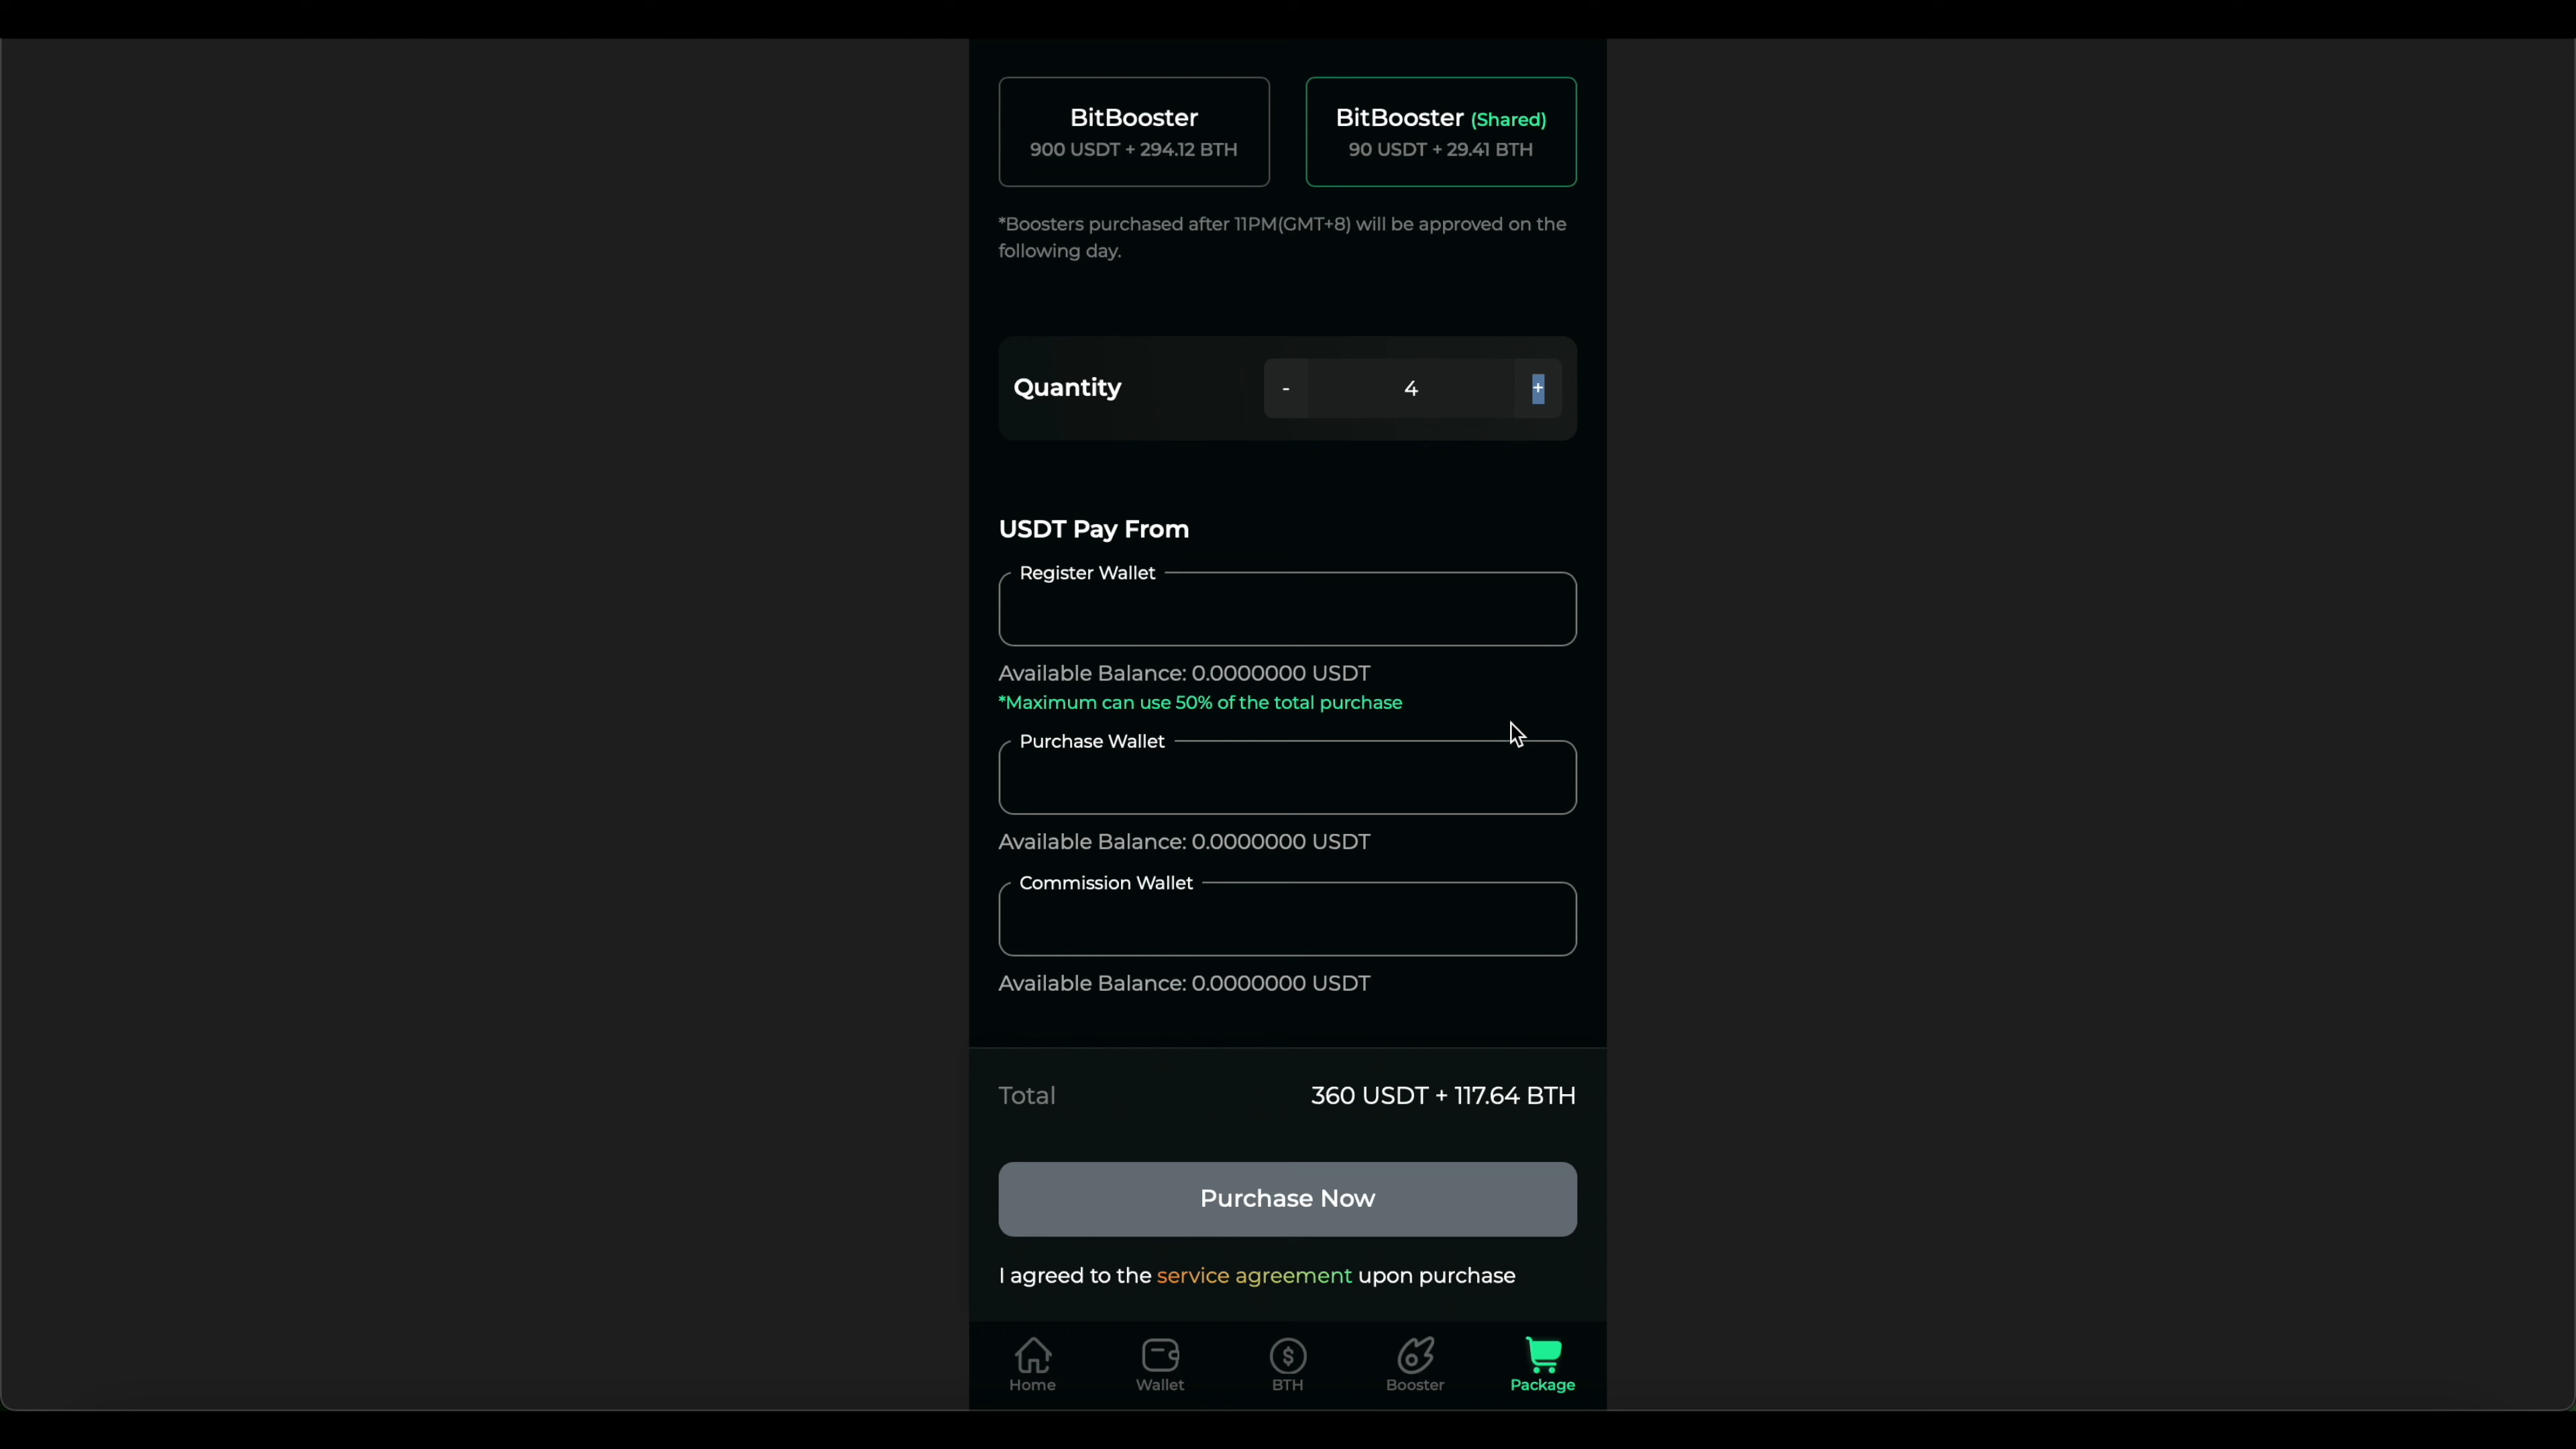 BitBooster
900 USDT + 294.12 BTH
BitBooster (Shared)
90 USDT + 29.41 BTH
*Boosters purchased after 11PM(GMT+8) will be approved on the
following day.
Quantity
- 4 +
USDT Pay From
Register Wallet
Available Balance: 0.0000000 USDT
*Maximum can use 50% of the total purchase
Purchase Wallet
Available Balance: 0.0000000 USDT
Commission Wallet
Available Balance: 0.0000000 USDT
Total 360 USDT + 117.64 BTH
Purchase Now
I agreed to the service agreement upon purchase
Home Wallet BTH Booster Package